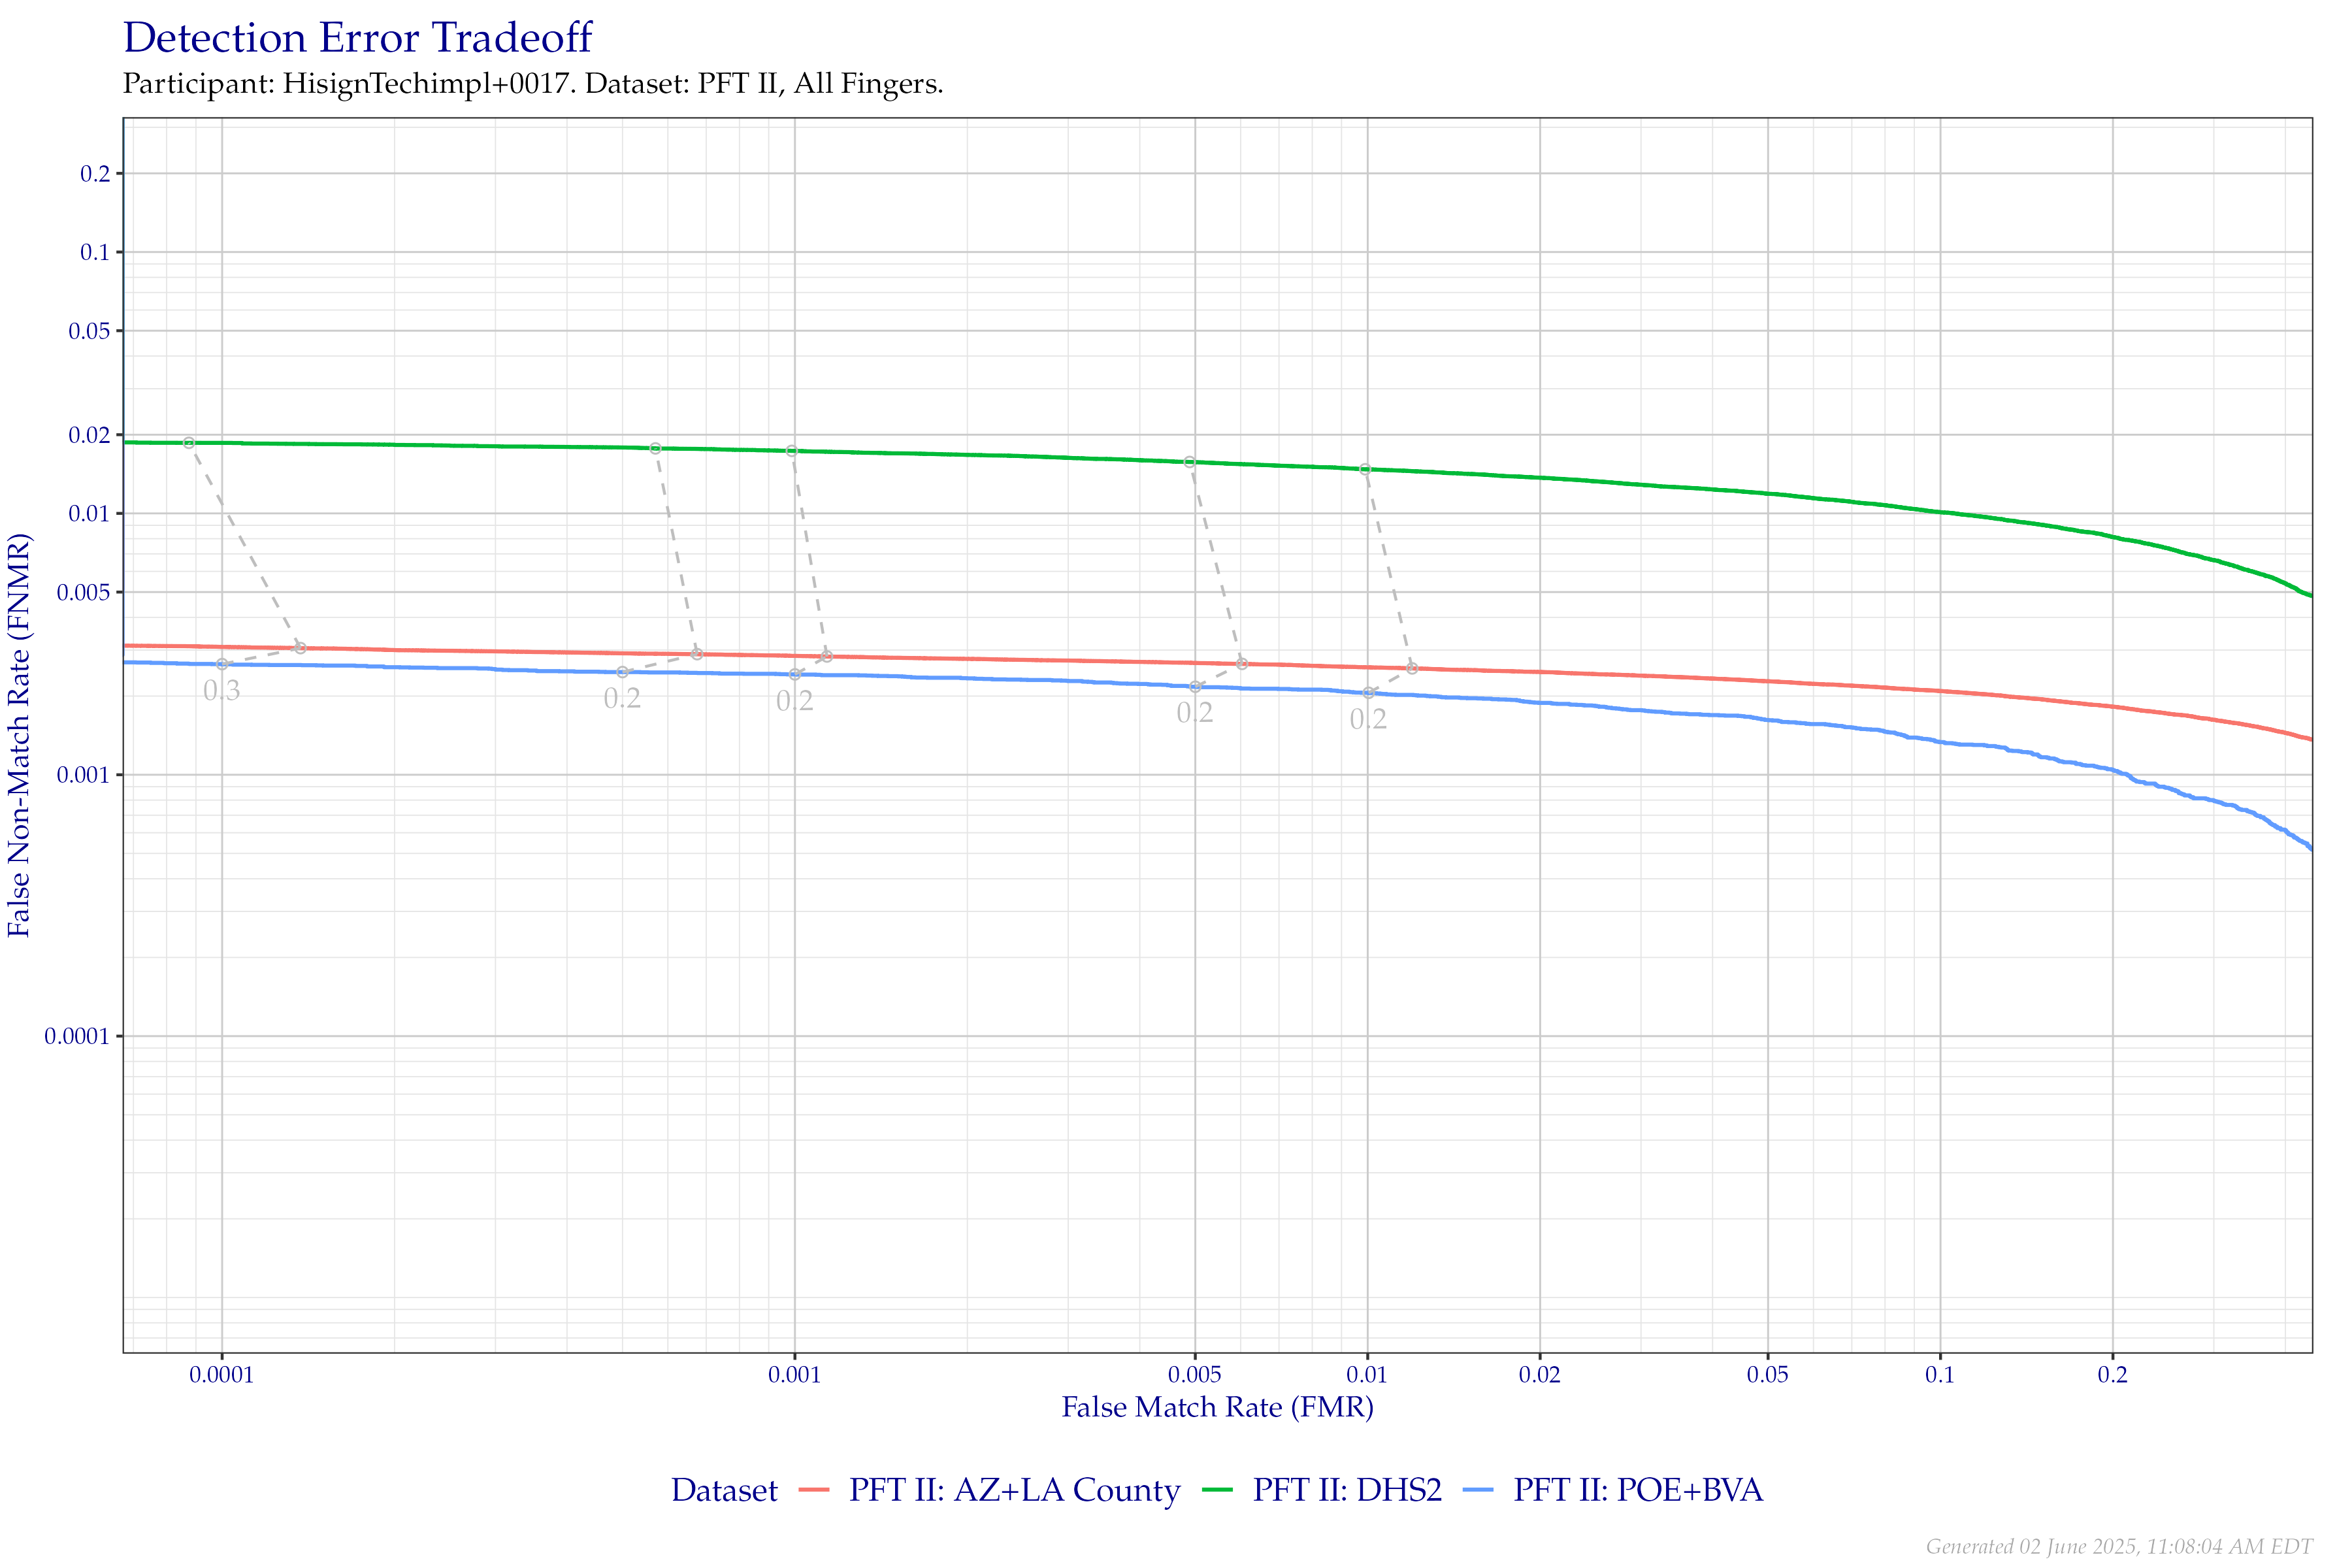 Detection Error Tradeoff
Participant: HisignTechimpl+0017. Dataset: PFT II, All Fingers.
False Non-Match Rate (FNMR)
0.2
0.1
0.05
0.02
0.01
0.005
0.001
0.0001
0.3
0.2
0.2
0.2
0.2
0.0001 0.001 0.005 0.01 0.02 0.05 0.1 0.2
False Match Rate (FMR)
Dataset PFT II: AZ+LA County PFT II: DHS2 PFT II: POE+BVA
Generated 02 June 2025, 11:08:04 AM EDT